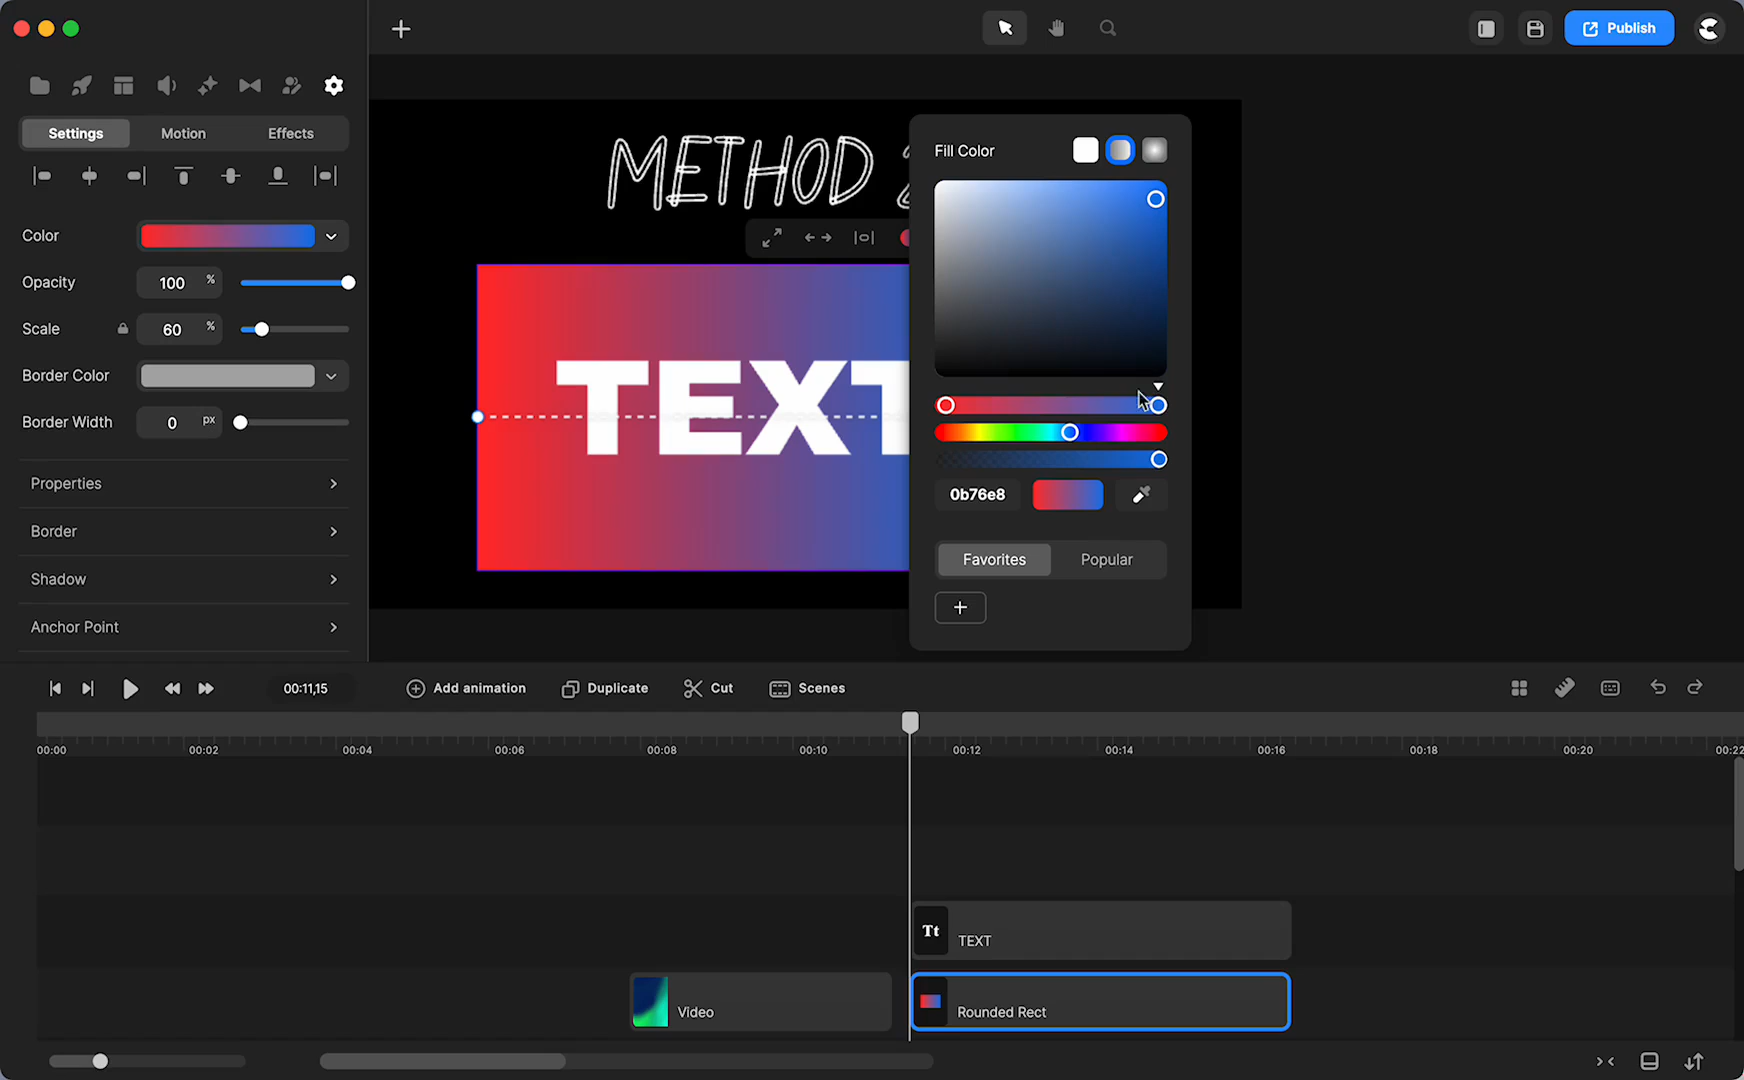 Publish
Settings Motion Effects
METHOD
Fill Color
Color
Opacity 100 %
Scale 60 %
Border Color
Border Width 0 px
TEXT
0b76e8
Properties
Border
Favorites Popular
Shadow
+
Anchor Point
00:11,15 Add animation Duplicate Cut Scenes
00:00 00:02 00:04 00:06 00:08 00:10 00:12 00:14 00:16 00:18 00:20 00:22
Tt TEXT
Video
Rounded Rect